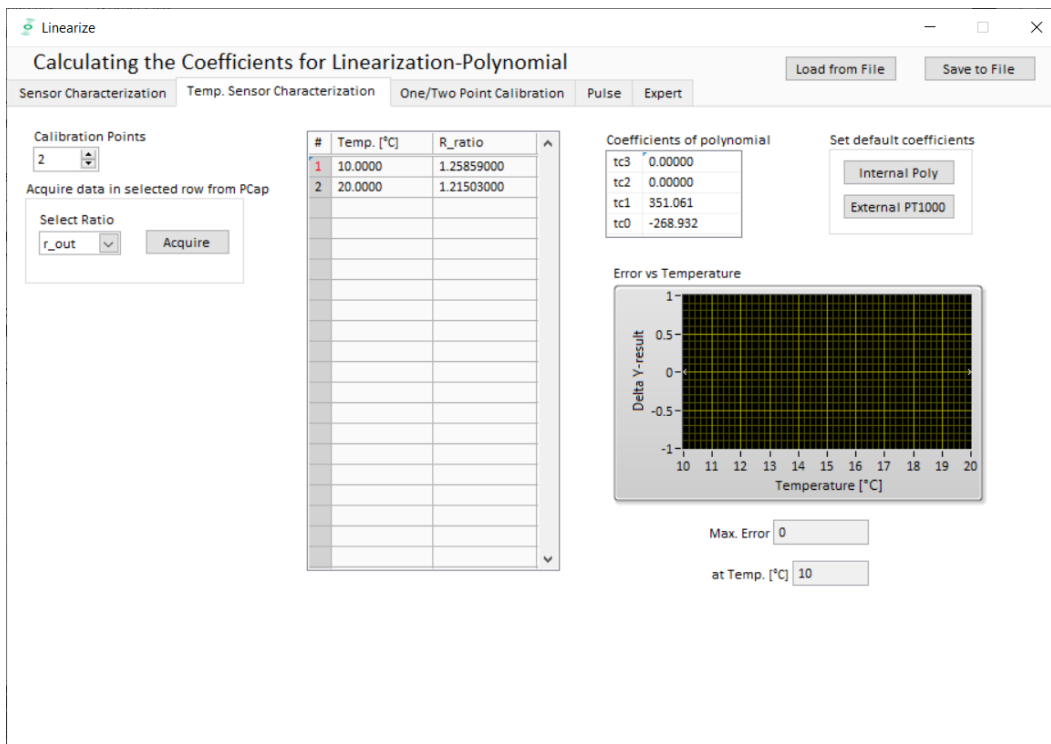 Linearize
Calculating the Coefficients for Linearization-Polynomial
Load from File
Save to File
Sensor Characterization
Temp. Sensor Characterization
One/Two Point Calibration
Pulse
Expert
Calibration Points
2
Acquire data in selected row from PCap
Select Ratio
r_out
Acquire
# Temp. [°C] R_ratio
1 10.0000 1.25859000
2 20.0000 1.21503000
Coefficients of polynomial
tc3 0.00000
tc2 0.00000
tc1 351.061
tc0 -268.932
Set default coefficients
Internal Poly
External PT1000
Error vs Temperature
Delta Y-result
1
0.5
0
-0.5
-1
10 11 12 13 14 15 16 17 18 19 20
Temperature [°C]
Max. Error 0
at Temp. [°C] 10